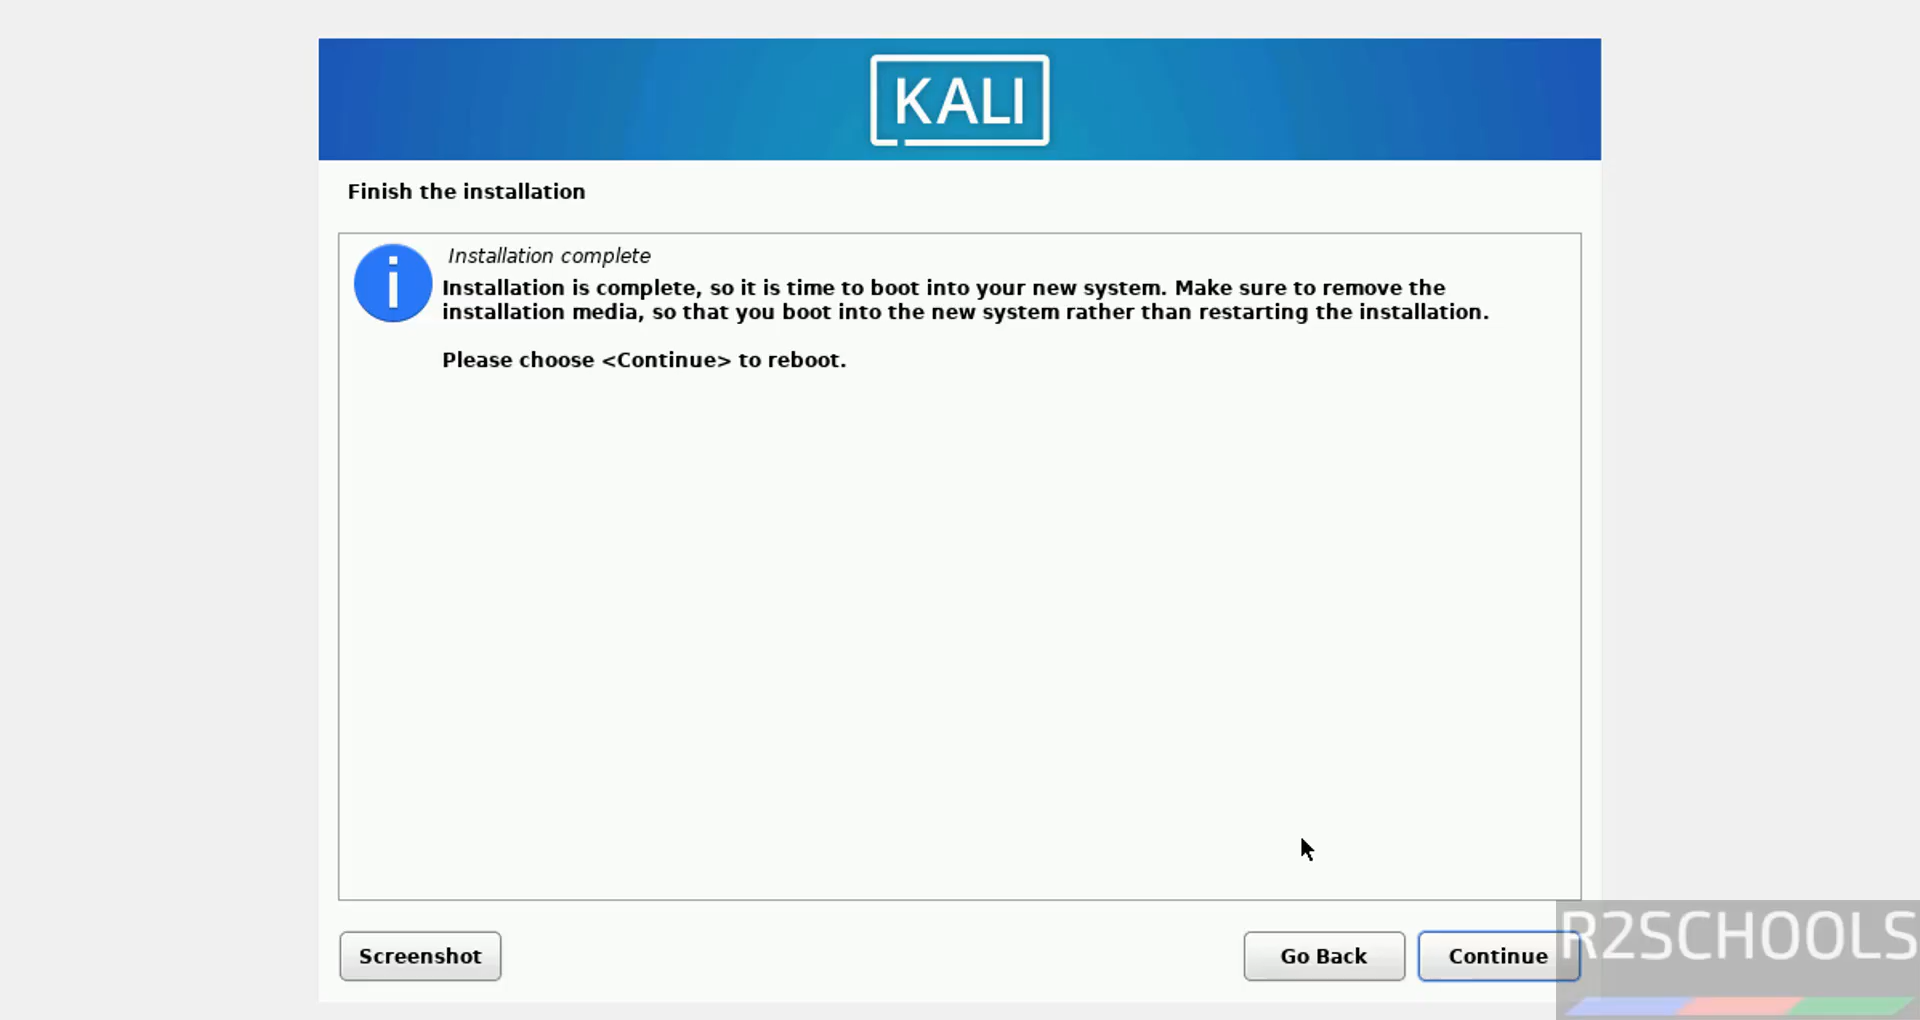 KALI
Finish the installation
Installation complete
Installation is complete, so it is time to boot into your new system. Make sure to remove the
installation media, so that you boot into the new system rather than restarting the installation.
Please choose <Continue> to reboot.
Screenshot
Go Back
Continue
R2SCHOOLS